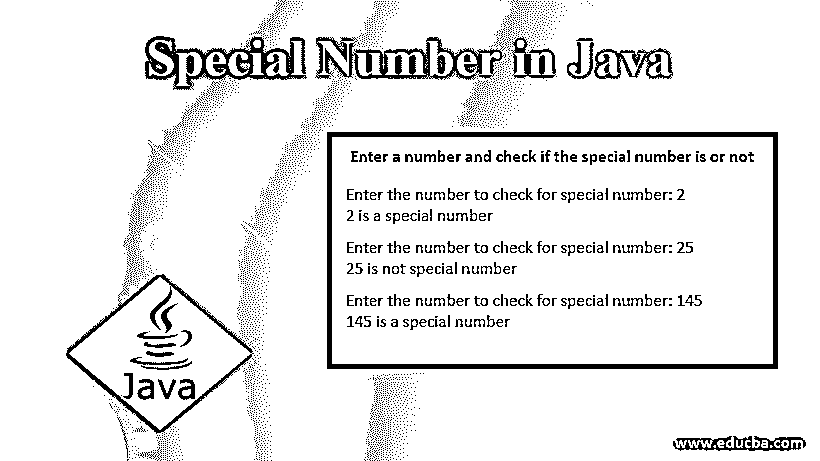 Special Number in Java
Enter a number and check if the special number is or not
Enter the number to check for special number: 2
2 is a special number
Enter the number to check for special number: 25
25 is not special number
Enter the number to check for special number: 145
145 is a special number
Java
www.educba.com